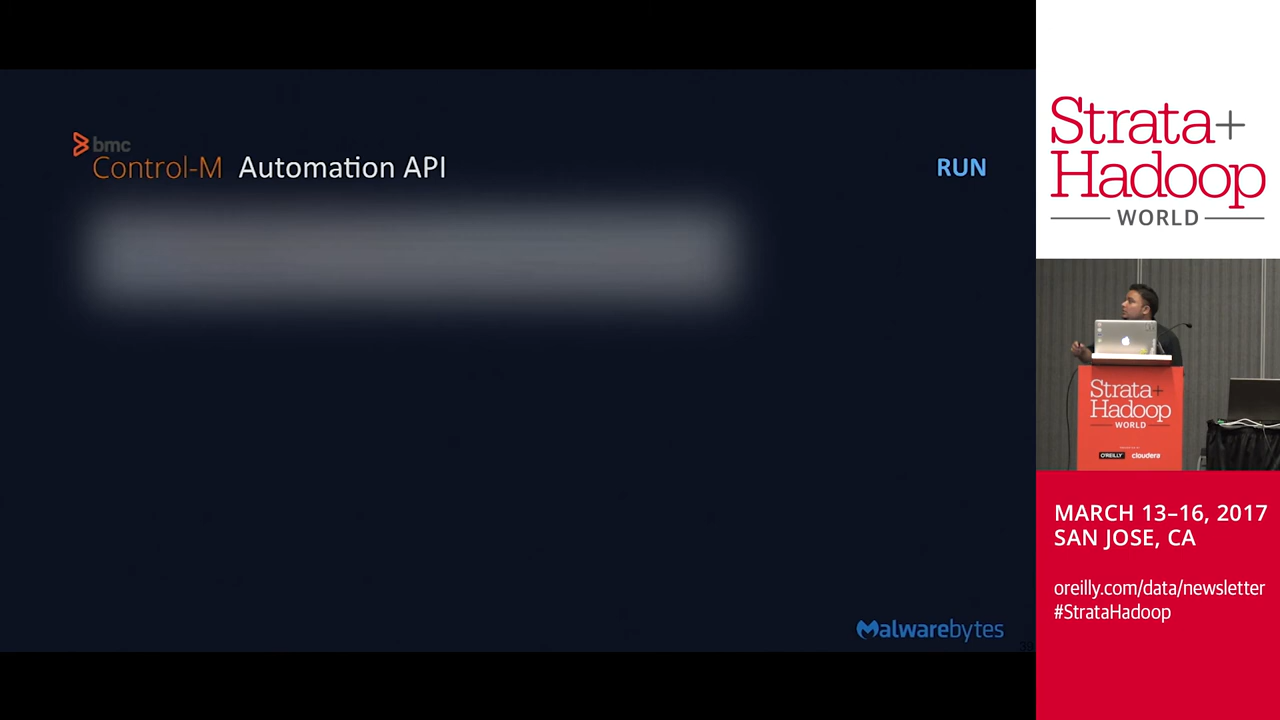 bmc
Control-M Automation API
RUN
Malwarebytes
Strata+
Hadoop
WORLD
Strata+
Hadoop
WORLD
O'REILLY
cloudera
MARCH 13–16, 2017
SAN JOSE, CA
oreilly.com/data/newsletter
#StrataHadoop